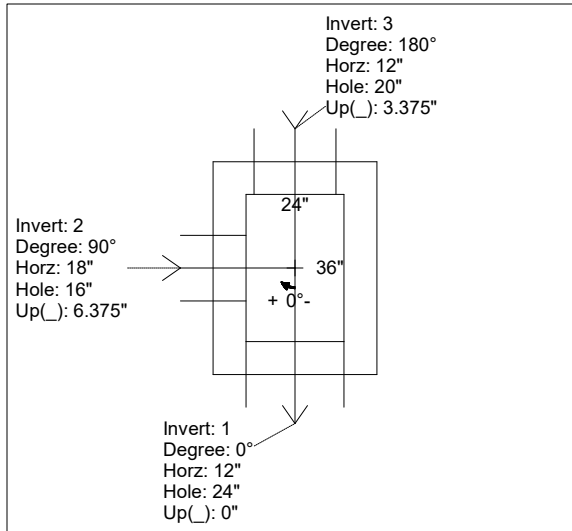 Invert: 3
Degree: 180°
Horz: 12"
Hole: 20"
Up(_): 3.375"
24"
Invert: 2
Degree: 90°
Horz: 18"
Hole: 16"
Up(_): 6.375"
36"
+ 0°-
Invert: 1
Degree: 0°
Horz: 12"
Hole: 24"
Up(_): 0"